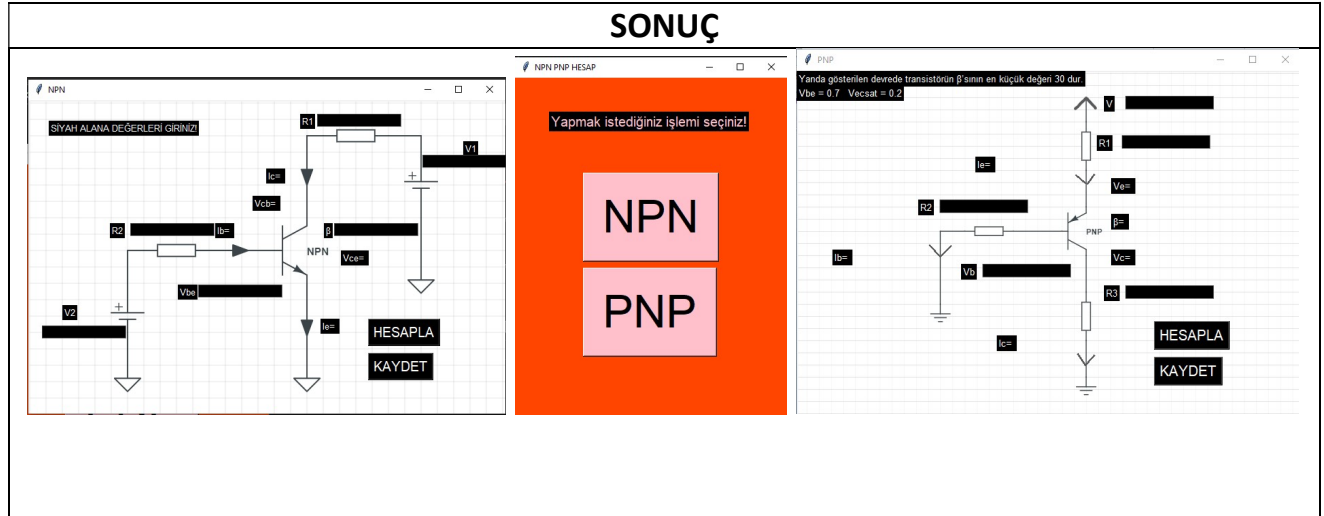 SONUÇ
NPN
SİYAH ALANA DEĞERLERİ GİRİNİZ!
R1
V1
Ic=
Vcb=
R2
Ib=
β
NPN
Vce=
Vbe
V2
Ie=
HESAPLA
KAYDET
NPN PNP HESAP
Yapmak istediğiniz işlemi seçiniz!
NPN
PNP
PNP
Yanda gösterilen devrede transistörün β'sının en küçük değeri 30 dur.
Vbe = 0.7 Vecsat = 0.2
V
R1
Ie=
Ve=
R2
β=
PNP
Ib=
Vc=
Vb
R3
Ic=
HESAPLA
KAYDET